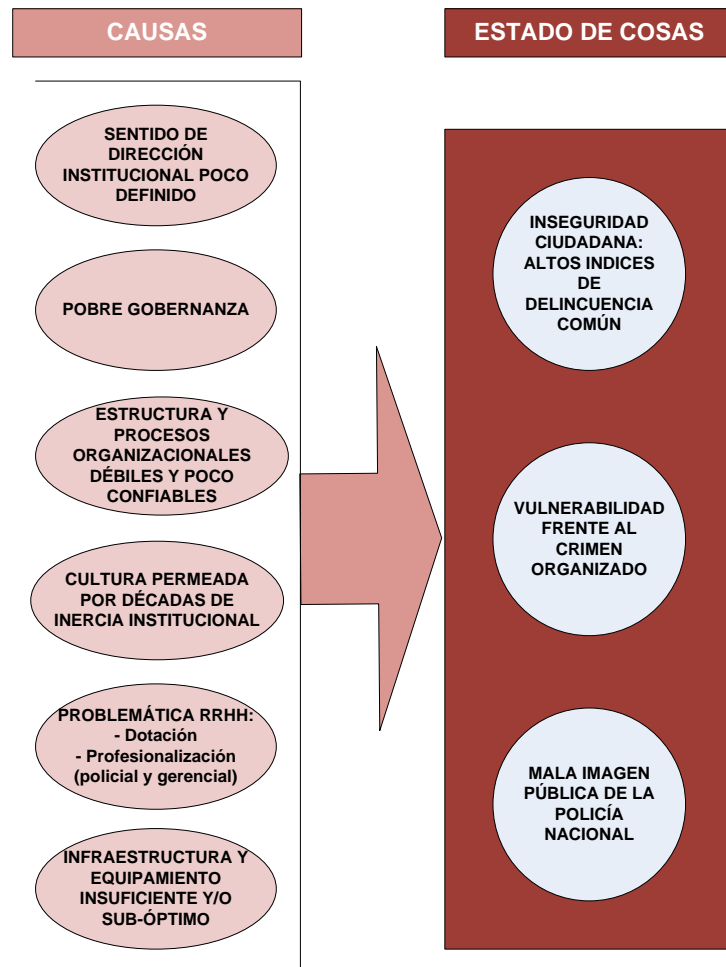 CAUSAS
SENTIDO DE
DIRECCIÓN
INSTITUCIONAL POCO
DEFINIDO
POBRE GOBERNANZA
ESTRUCTURA Y
PROCESOS
ORGANIZACIONALES
DÉBILES Y POCO
CONFIABLES
CULTURA PERMEADA
POR DÉCADAS DE
INERCIA INSTITUCIONAL
PROBLEMÁTICA RRHH:
- Dotación
- Profesionalización
(policial y gerencial)
INFRAESTRUCTURA Y
EQUIPAMIENTO
INSUFICIENTE Y/O
SUB-ÓPTIMO
ESTADO DE COSAS
INSEGURIDAD
CIUDADANA:
ALTOS INDICES
DE
DELINCUENCIA
COMÚN
VULNERABILIDAD
FRENTE AL
CRIMEN
ORGANIZADO
MALA IMAGEN
PÚBLICA DE LA
POLICÍA
NACIONAL